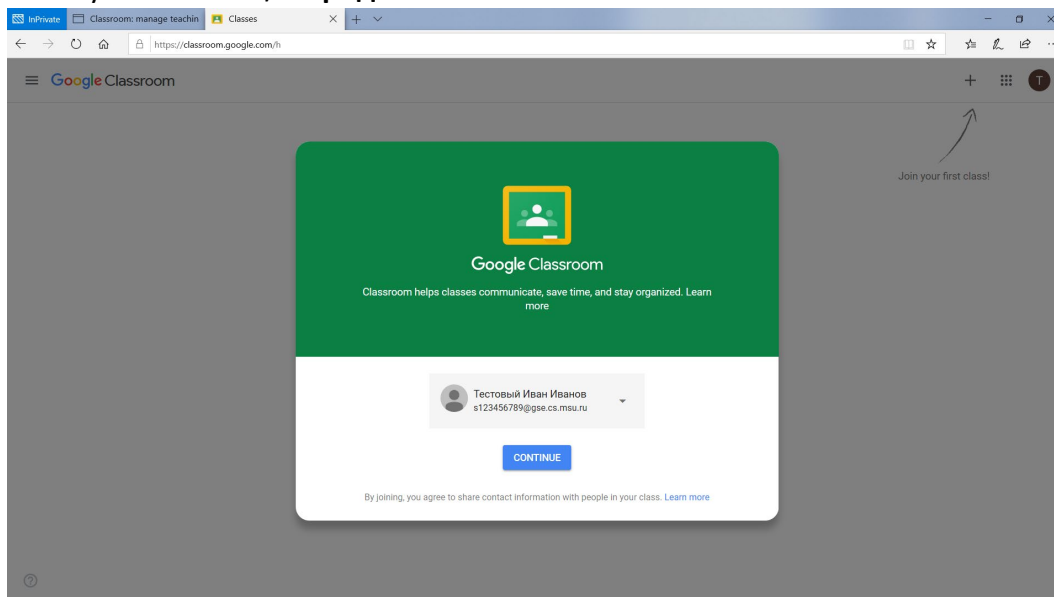 InPrivate
Classroom: manage teachin
Classes
https://classroom.google.com/h
Google Classroom
T
Join your first class!
Google Classroom
Classroom helps classes communicate, save time, and stay organized. Learn
more
Тестовый Иван Иванов
s123456789@gse.cs.msu.ru
CONTINUE
By joining, you agree to share contact information with people in your class. Learn more